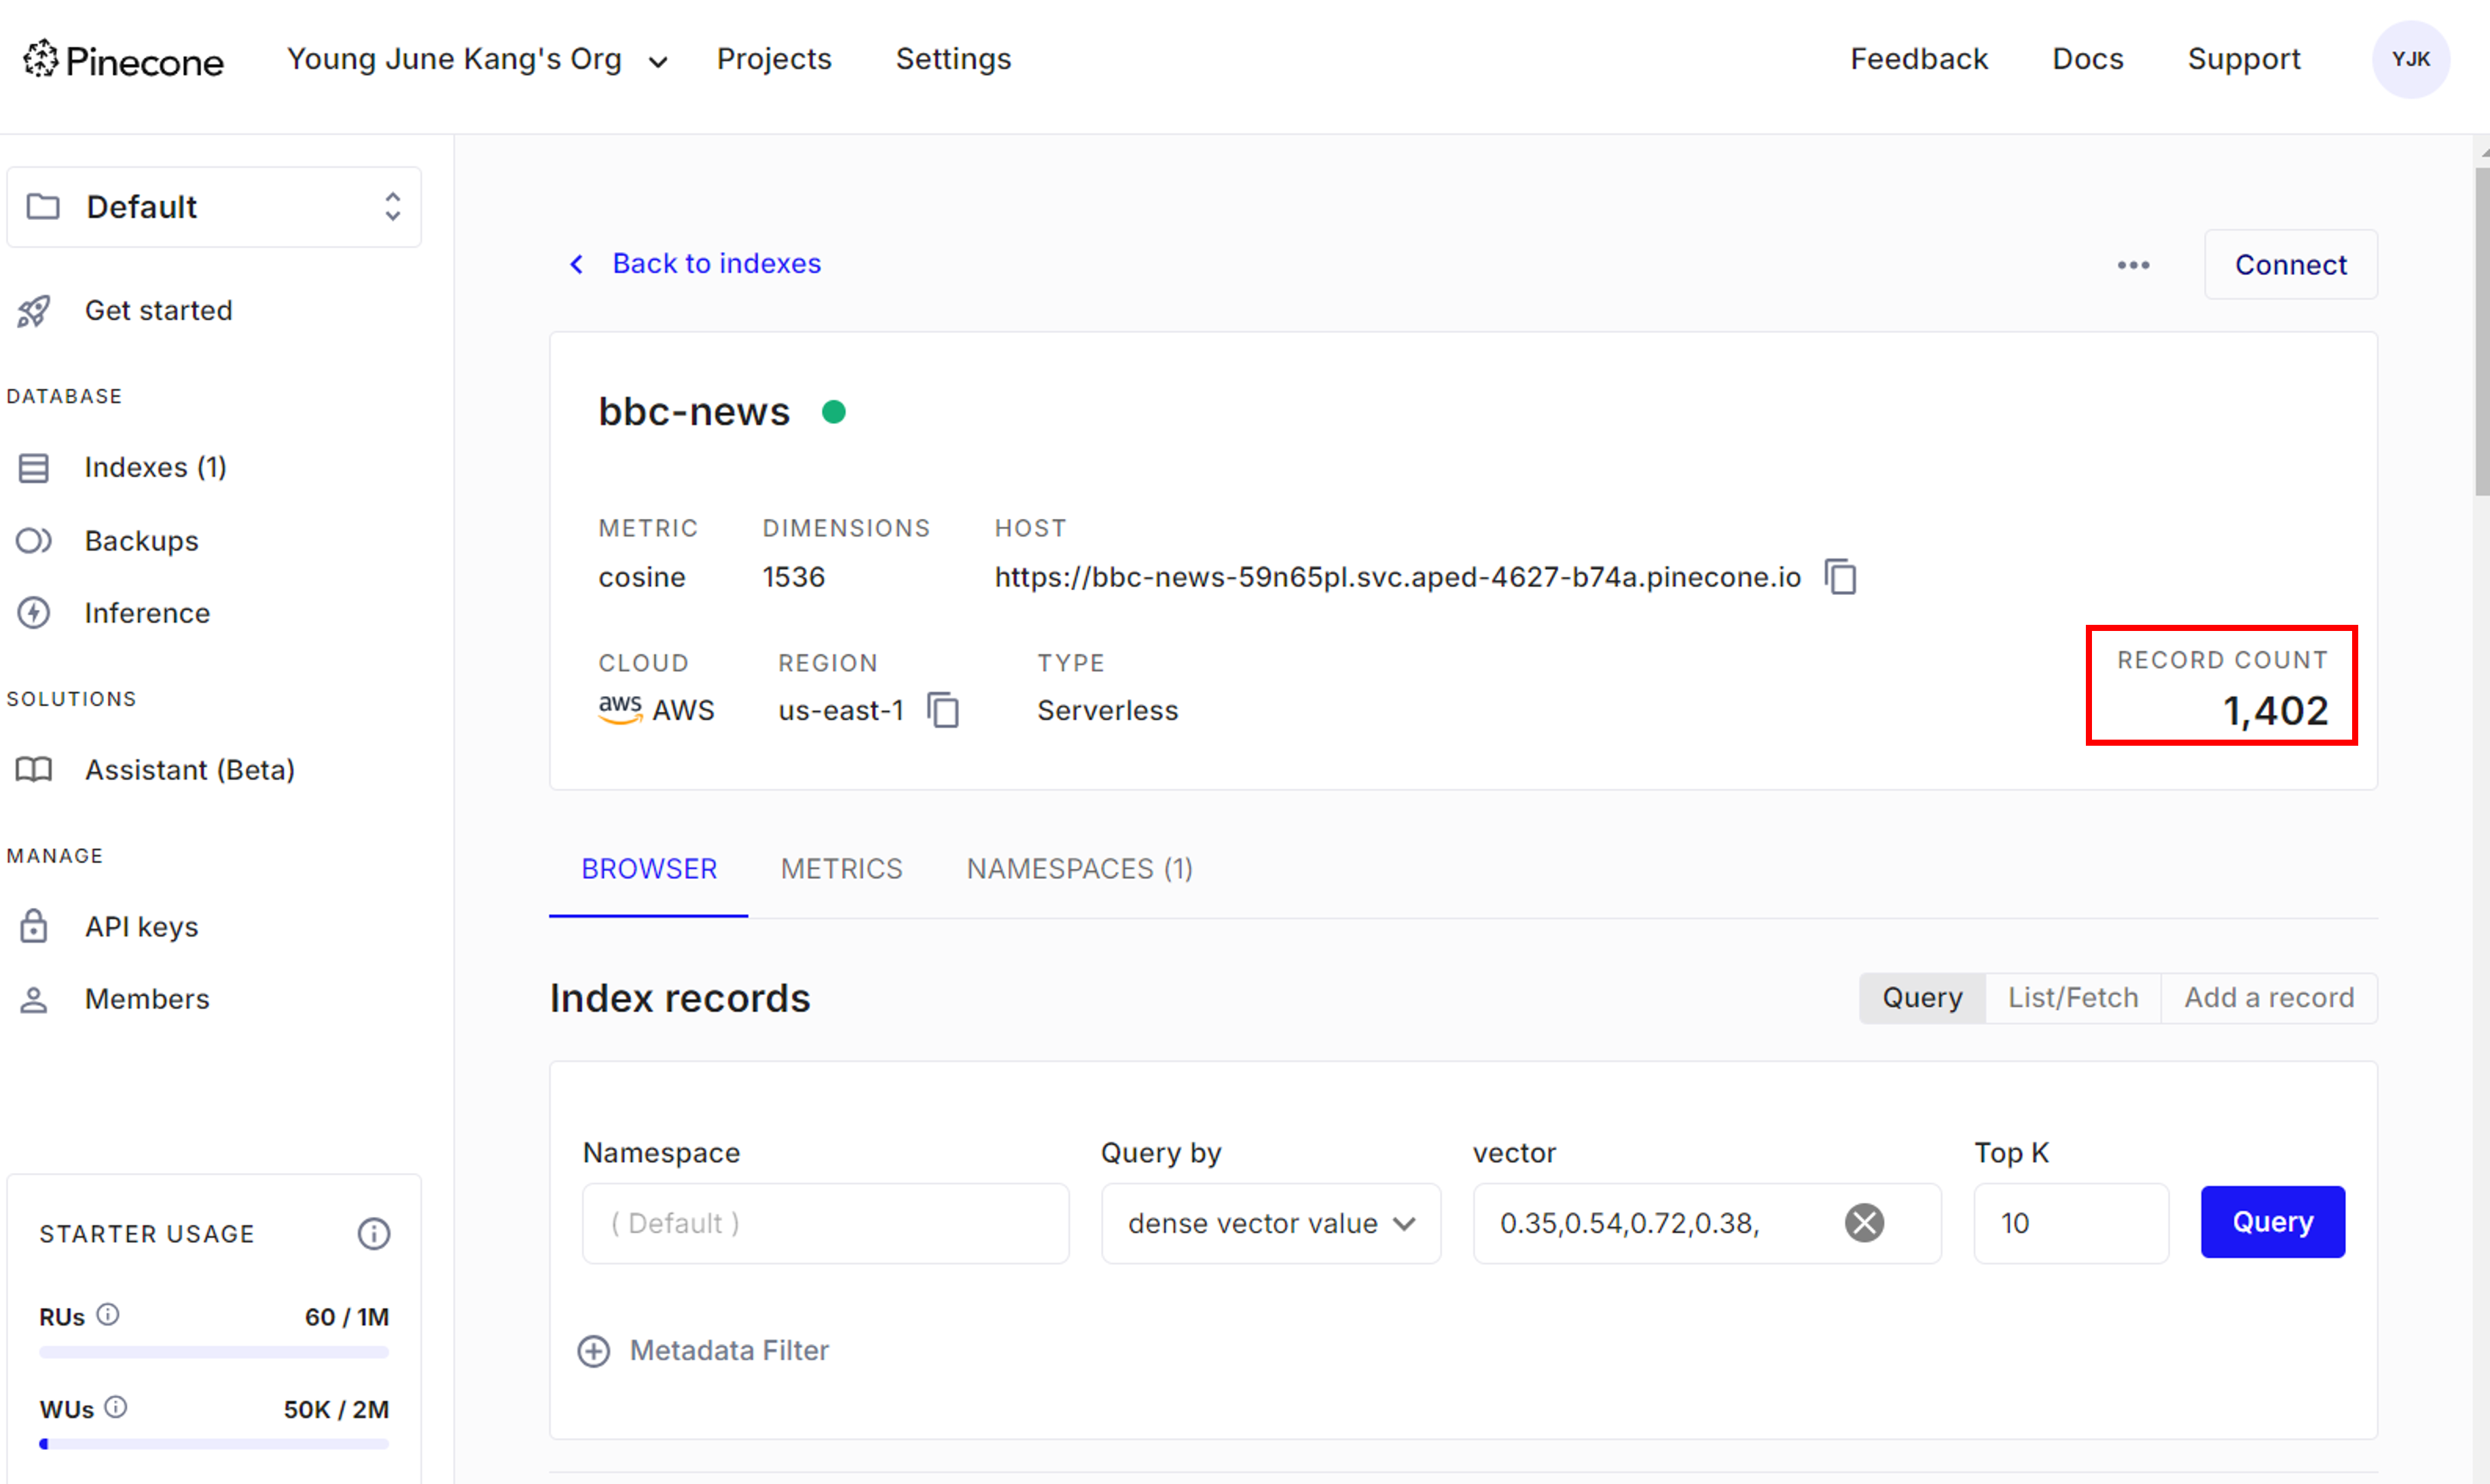 Pinecone
Young June Kang's Org
Projects
Settings
Feedback
Docs
Support
YJK
Default
Get started
DATABASE
Indexes (1)
Backups
Inference
SOLUTIONS
Assistant (Beta)
MANAGE
API keys
Members
STARTER USAGE
RUs 60 / 1M
WUs 50K / 2M
Back to indexes
Connect
bbc-news
METRIC DIMENSIONS HOST
cosine 1536 https://bbc-news-59n65pl.svc.aped-4627-b74a.pinecone.io
CLOUD REGION TYPE RECORD COUNT
aws AWS us-east-1 Serverless 1,402
BROWSER METRICS NAMESPACES (1)
Index records
Query List/Fetch Add a record
Namespace Query by vector Top K
( Default ) dense vector value 0.35,0.54,0.72,0.38, 10 Query
Metadata Filter